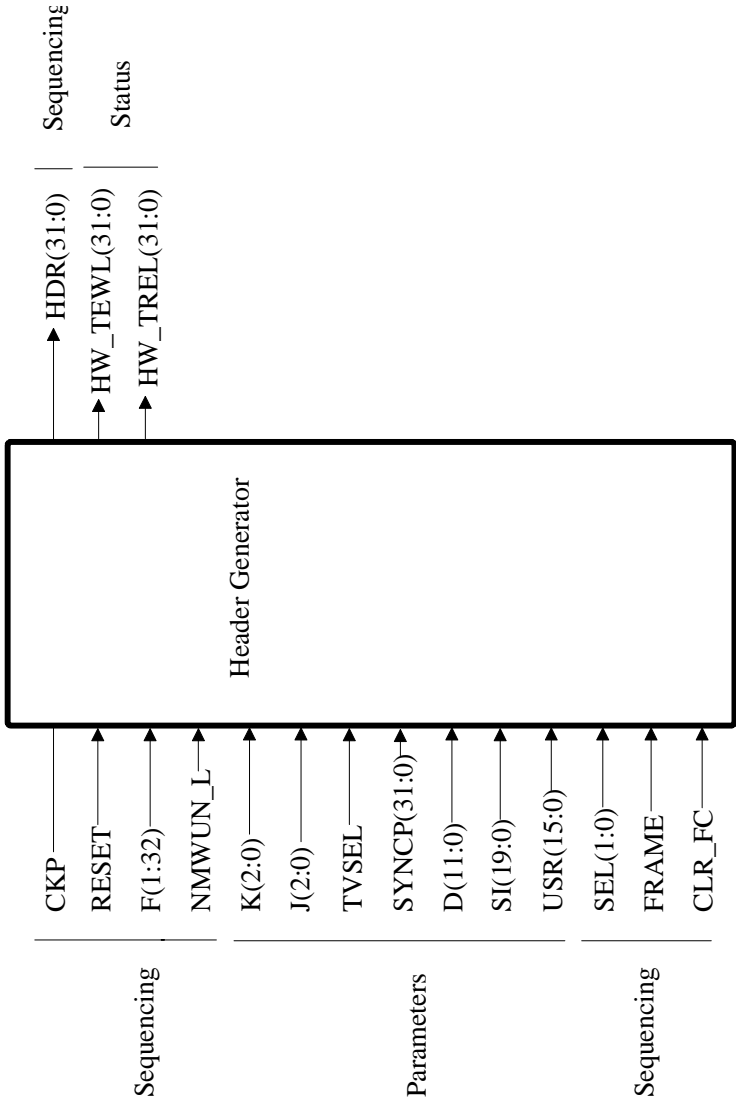 Sequencing
CKP
RESET
F(1:32)
NMWUN_L
Parameters
K(2:0)
J(2:0)
TVSEL
SYNCP(31:0)
D(11:0)
SI(19:0)
USR(15:0)
Sequencing
SEL(1:0)
FRAME
CLR_FC
Header Generator
HDR(31:0)
Sequencing
HW_TEWL(31:0)
HW_TREL(31:0)
Status